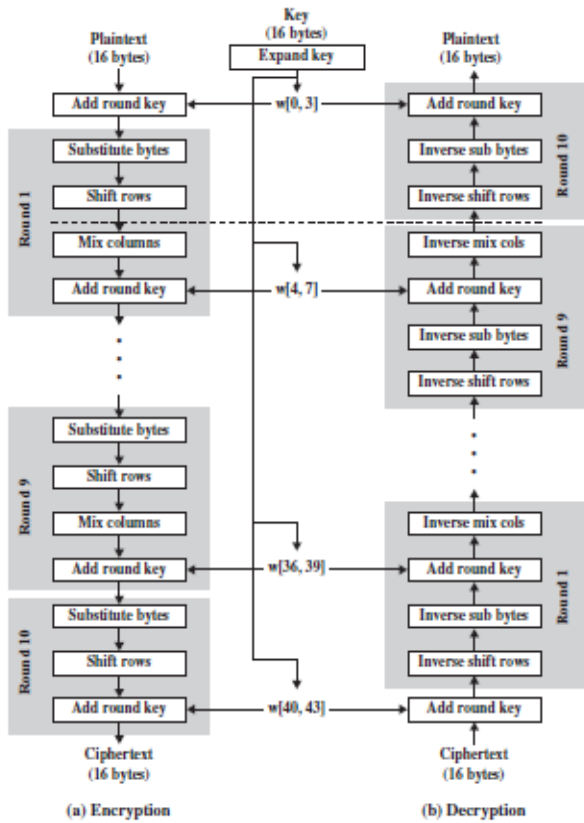 Key
(16 bytes)
Expand key
Plaintext
(16 bytes)
Add round key
Round 1
Substitute bytes
Shift rows
Mix columns
Add round key
Round 9
Substitute bytes
Shift rows
Mix columns
Add round key
Round 10
Substitute bytes
Shift rows
Add round key
Ciphertext
(16 bytes)
(a) Encryption
w[0, 3]
w[4, 7]
w[36, 39]
w[40, 43]
Plaintext
(16 bytes)
Add round key
Inverse sub bytes
Inverse shift rows
Round 10
Inverse mix cols
Add round key
Inverse sub bytes
Inverse shift rows
Round 9
Inverse mix cols
Add round key
Inverse sub bytes
Inverse shift rows
Round 1
Add round key
Ciphertext
(16 bytes)
(b) Decryption